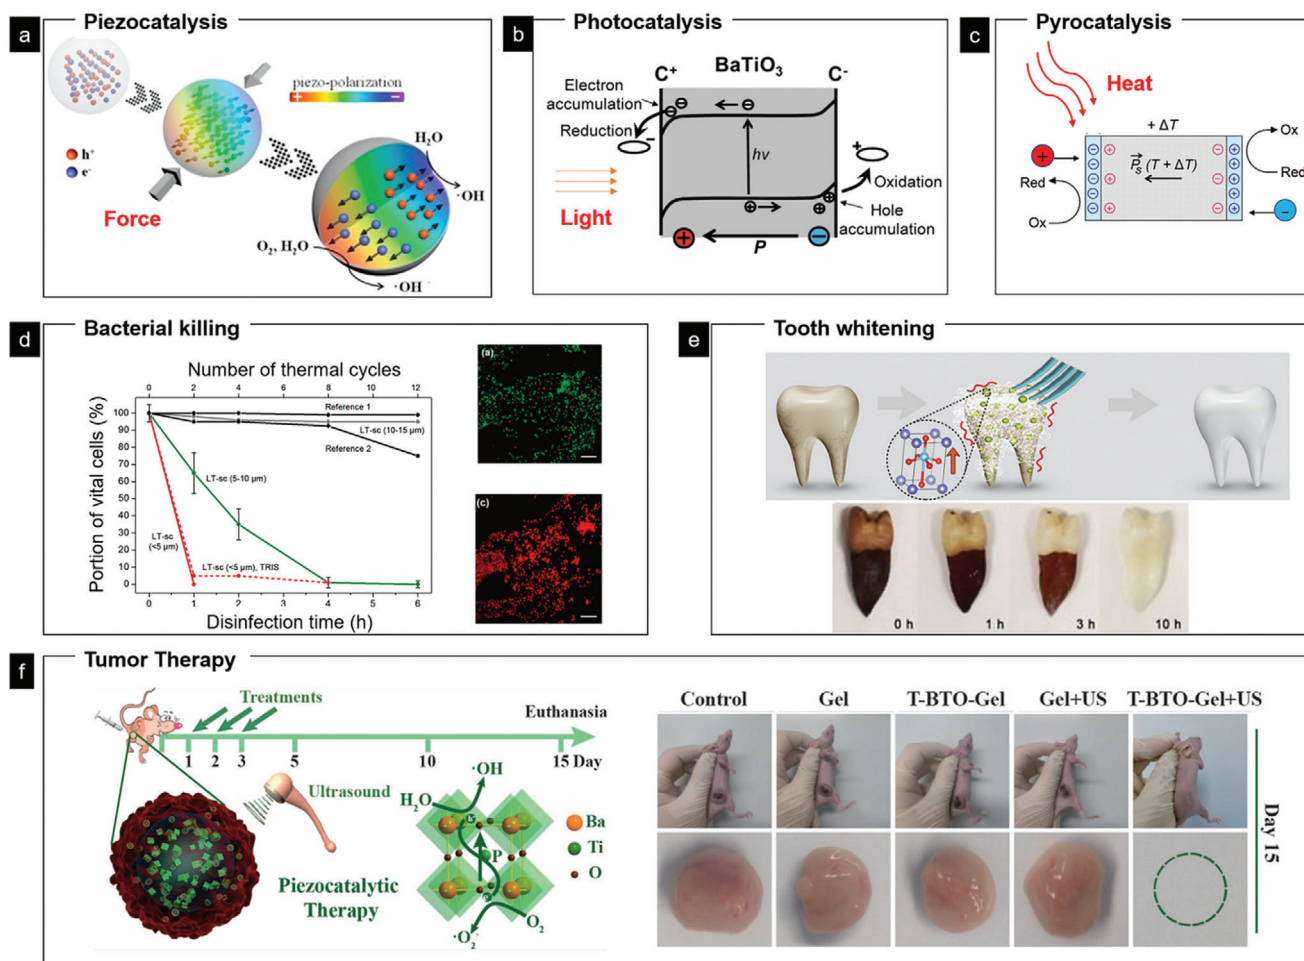 a
Piezocatalysis
piezo-polarization
+
−
h⁺
e⁻
Force
H₂O
·OH
O₂, H₂O
·OH
b
Photocatalysis
C⁺
BaTiO₃
C⁻
Electron
accumulation
Reduction
−
hν
+
Oxidation
Hole
accumulation
Light
+
P
−
c
Pyrocatalysis
Heat
+ ΔT
Pₛ (T + ΔT)
+
Red
Ox
Ox
Red
−
d
Bacterial killing
Number of thermal cycles
0 2 4 6 8 10 12
Portion of vital cells (%)
100
90
80
70
60
50
40
30
20
10
0
Reference 1
LT-sc (10-15 µm)
Reference 2
LT-sc (5-10 µm)
LT-sc
(<5 µm)
LT-sc (<5 µm), TRIS
0 1 2 3 4 5 6
Disinfection time (h)
(a)
(c)
e
Tooth whitening
0 h
1 h
3 h
10 h
f
Tumor Therapy
Treatments
Euthanasia
1 2 3 5 10 15 Day
Ultrasound
Piezocatalytic
Therapy
·OH
H₂O
P
Ba
Ti
O
O₂
·O₂⁻
Control
Gel
T-BTO-Gel
Gel+US
T-BTO-Gel+US
Day 15